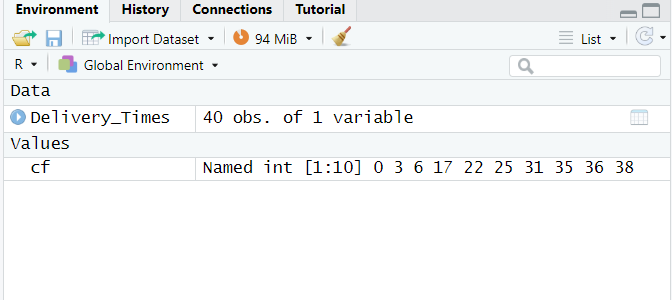 Environment History Connections Tutorial
Import Dataset 94 MiB List
R Global Environment
Data
Delivery_Times 40 obs. of 1 variable
Values
cf Named int [1:10] 0 3 6 17 22 25 31 35 36 38